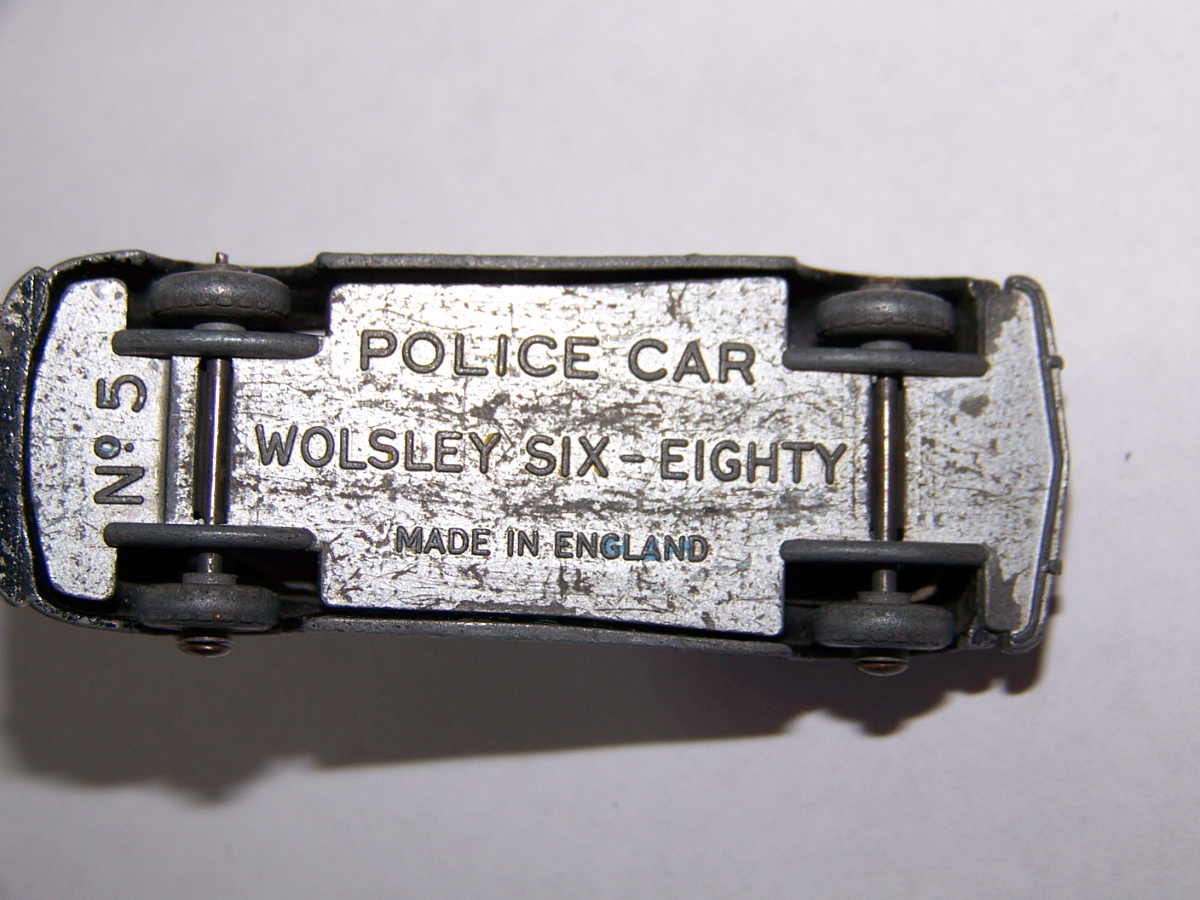 POLICE CAR
WOLSLEY SIX-EIGHTY
MADE IN ENGLAND
Nº 5